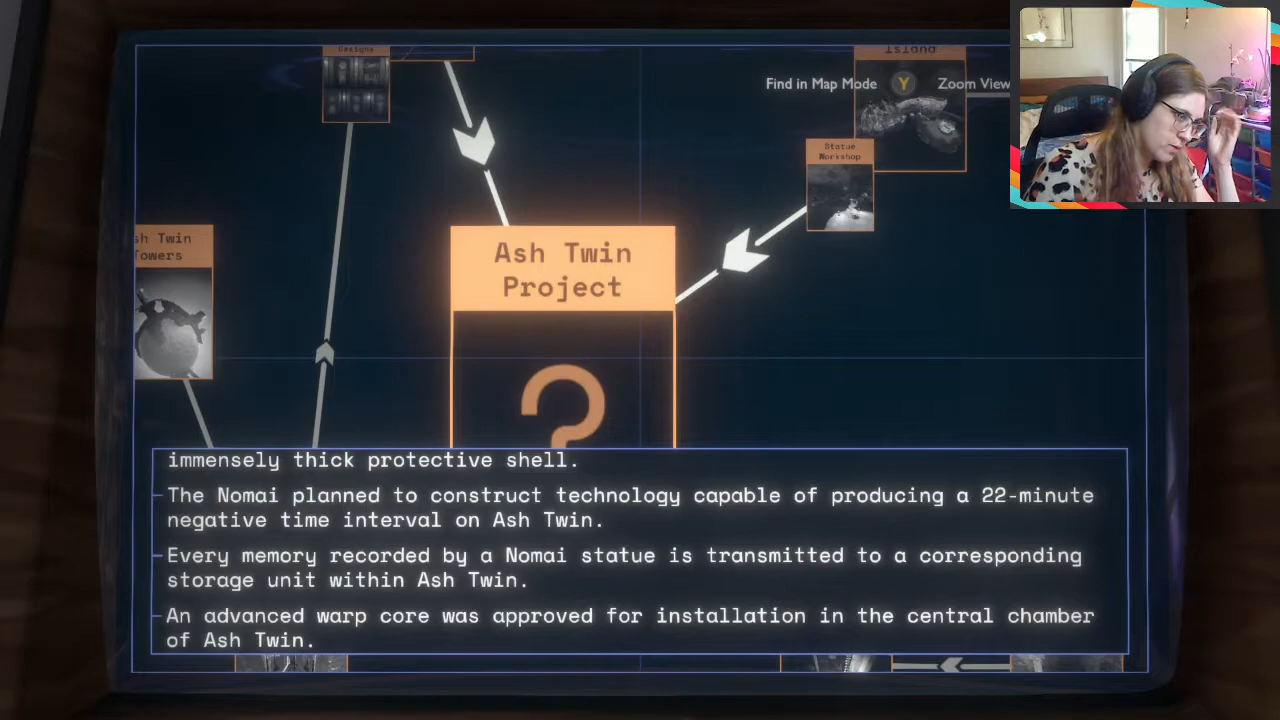 Designs
Island
Find in Map Mode Y Zoom View
Statue
Workshop
sh Twin
Towers
Ash Twin
Project
?
immensely thick protective shell.
The Nomai planned to construct technology capable of producing a 22-minute
negative time interval on Ash Twin.
Every memory recorded by a Nomai statue is transmitted to a corresponding
storage unit within Ash Twin.
An advanced warp core was approved for installation in the central chamber
of Ash Twin.